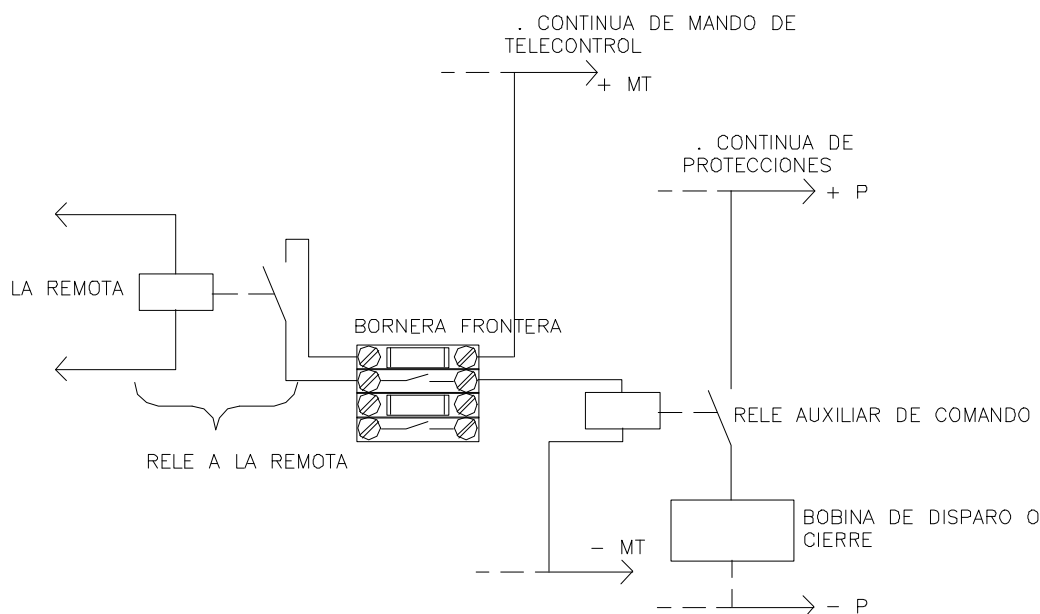 . CONTINUA DE MANDO DE
TELECONTROL
+ MT
. CONTINUA DE
PROTECCIONES
+ P
LA REMOTA
BORNERA FRONTERA
RELE AUXILIAR DE COMANDO
RELE A LA REMOTA
BOBINA DE DISPARO O
CIERRE
- MT
- P